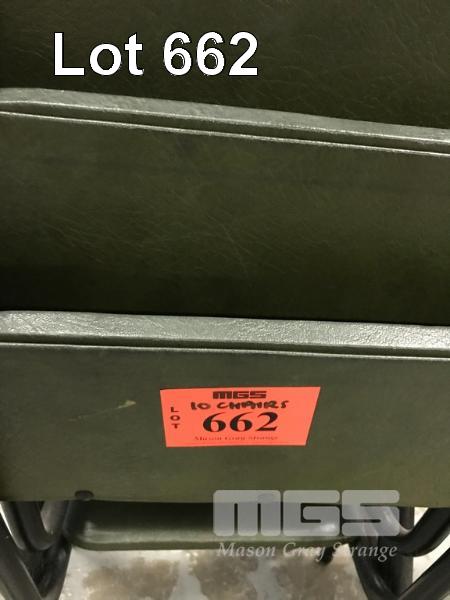 Lot 662
MGS
10 CHAIRS
LOT
662
Mason Gray Strange
MGS
Mason Gray Strange